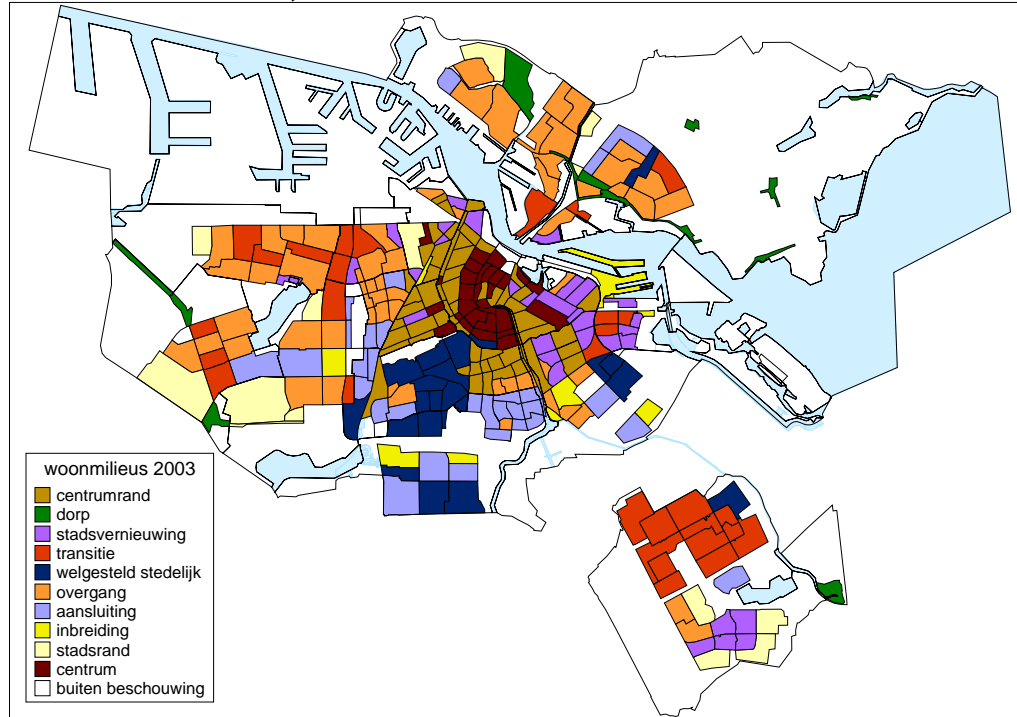 woonmilieus 2003
centrumrand
dorp
stadsvernieuwing
transitie
welgesteld stedelijk
overgang
aansluiting
inbreiding
stadsrand
centrum
buiten beschouwing